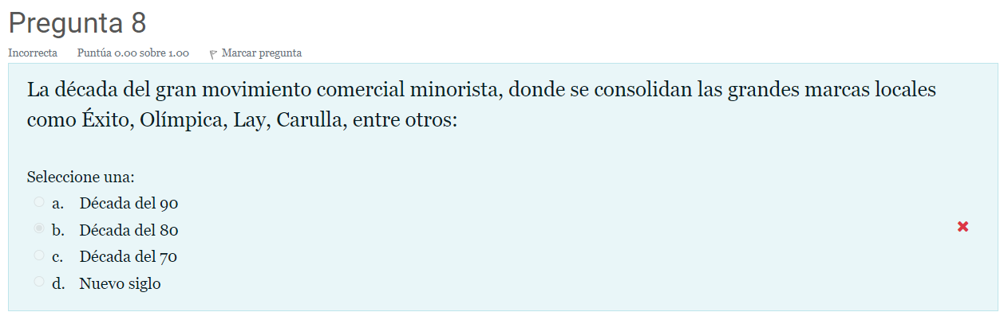 Pregunta 8
Incorrecta Puntúa 0.00 sobre 1.00 Marcar pregunta
La década del gran movimiento comercial minorista, donde se consolidan las grandes marcas locales
como Éxito, Olímpica, Lay, Carulla, entre otros:
Seleccione una:
a. Década del 90
b. Década del 80
c. Década del 70
d. Nuevo siglo